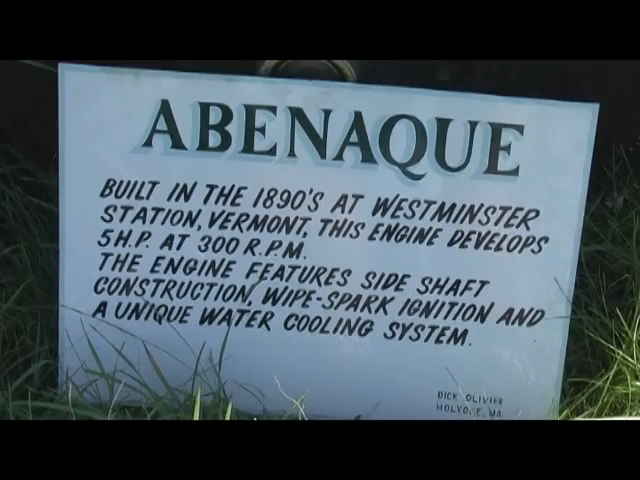 ABENAQUE
BUILT IN THE 1890'S AT WESTMINSTER
STATION, VERMONT, THIS ENGINE DEVELOPS
5 H.P. AT 300 R.P.M.
THE ENGINE FEATURES SIDE SHAFT
CONSTRUCTION, WIPE-SPARK IGNITION AND
A UNIQUE WATER COOLING SYSTEM.
DICK OLIVIER
HOLYOKE, MA